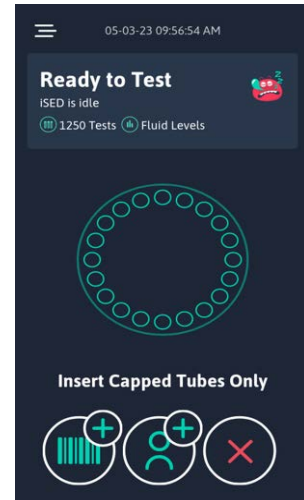 05-03-23 09:56:54 AM
Ready to Test
iSED is idle
1250 Tests Fluid Levels
Insert Capped Tubes Only